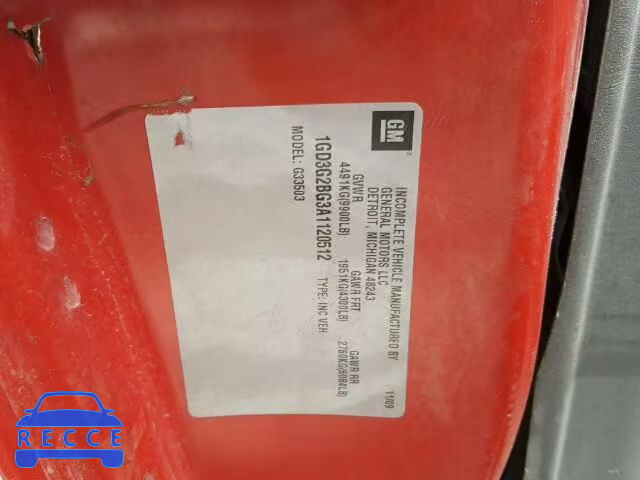 GM
INCOMPLETE VEHICLE MANUFACTURED BY
GENERAL MOTORS LLC
DETROIT, MICHIGAN 48243
11/09
GVWR GAWR FRT GAWR RR
4491KG(9900LB) 1951KG(4300LB) 2760KG(6084LB)
1GD3G2BG3A1120512 TYPE: INC VEH
MODEL: G33503